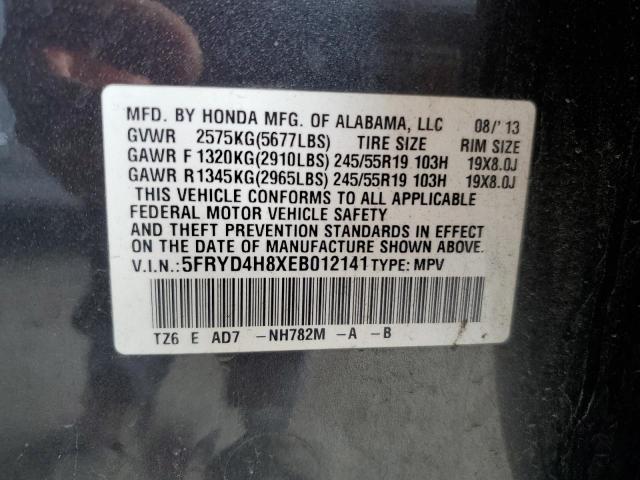 MFD. BY HONDA MFG. OF ALABAMA, LLC 08/'13
GVWR 2575KG(5677LBS) TIRE SIZE RIM SIZE
GAWR F 1320KG(2910LBS) 245/55R19 103H 19X8.0J
GAWR R 1345KG(2965LBS) 245/55R19 103H 19X8.0J
THIS VEHICLE CONFORMS TO ALL APPLICABLE
FEDERAL MOTOR VEHICLE SAFETY
AND THEFT PREVENTION STANDARDS IN EFFECT
ON THE DATE OF MANUFACTURE SHOWN ABOVE.
V.I.N.: 5FRYD4H8XEB012141 TYPE: MPV
TZ6 E AD7 -NH782M -A -B